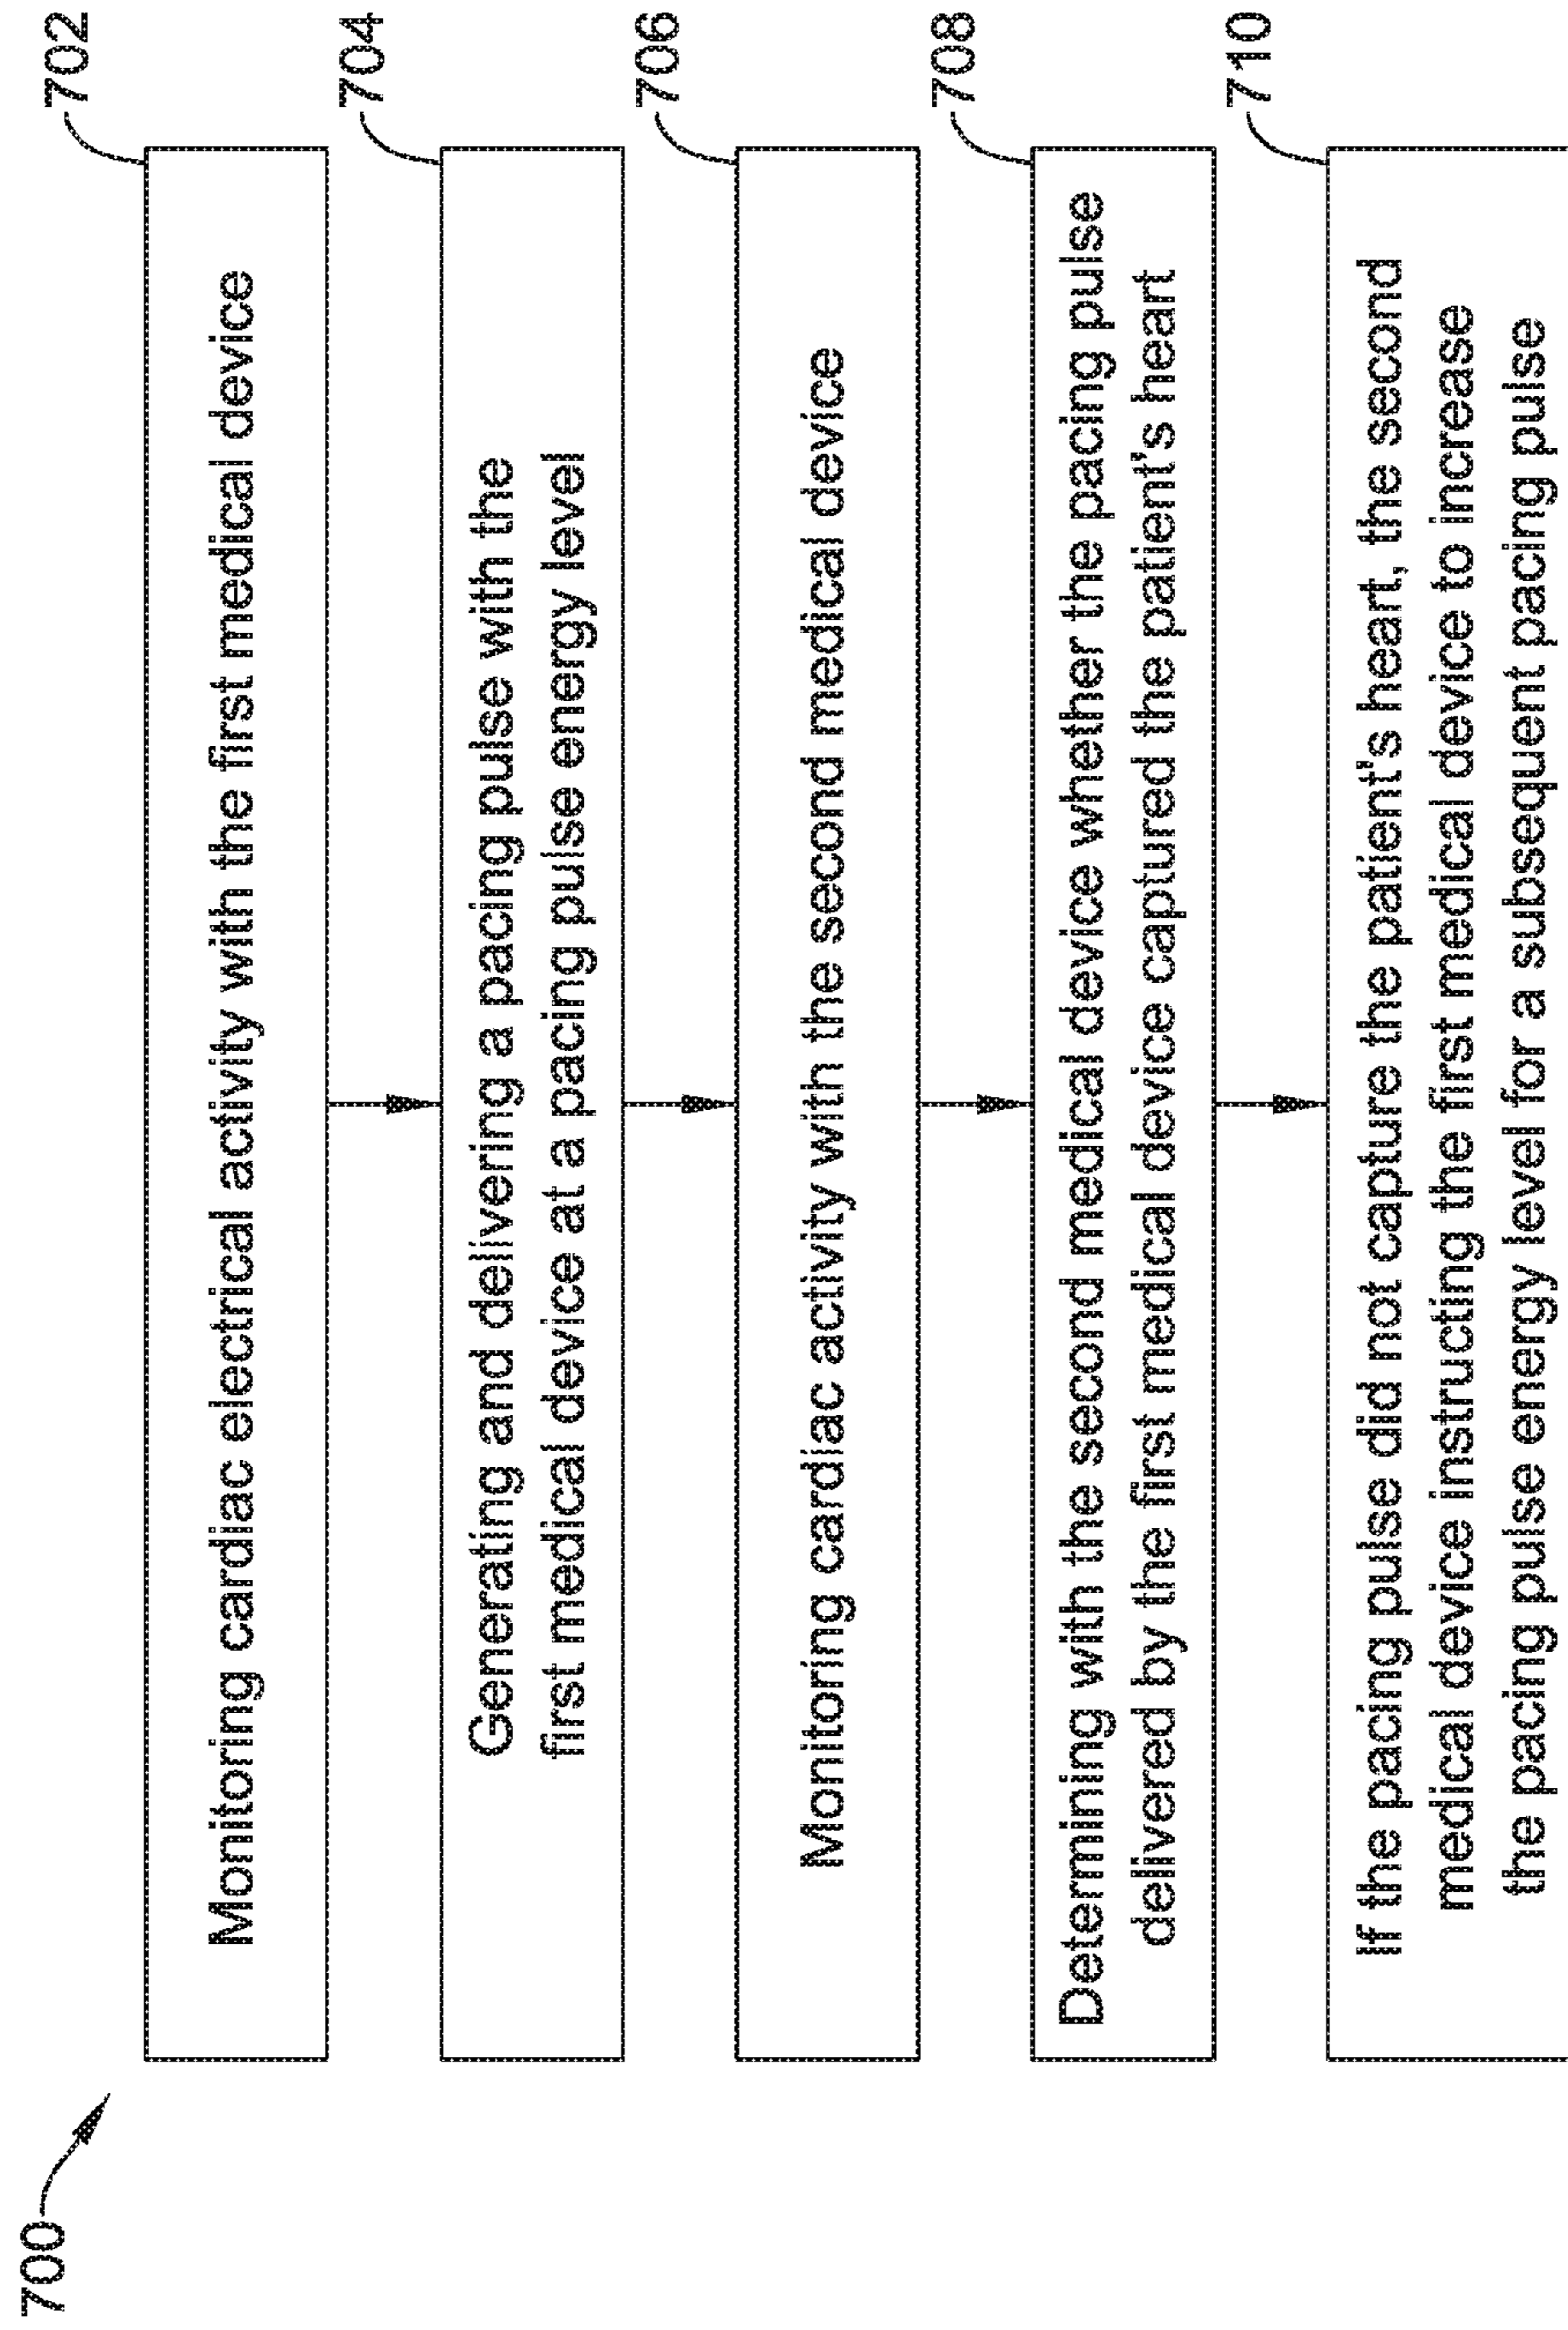 700
702
Monitoring cardiac electrical activity with the first medical device
704
Generating and delivering a pacing pulse with the
first medical device at a pacing pulse energy level
706
Monitoring cardiac activity with the second medical device
708
Determining with the second medical device whether the pacing pulse
delivered by the first medical device captured the patient's heart
710
If the pacing pulse did not capture the patient's heart, the second
medical device instructing the first medical device to increase
the pacing pulse energy level for a subsequent pacing pulse